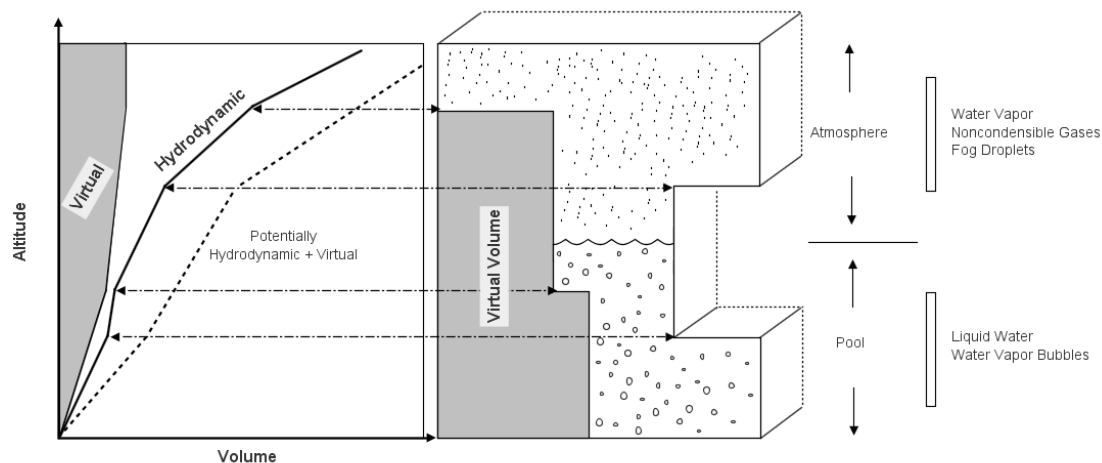 Altitude
Virtual
Hydrodynamic
Potentially
Hydrodynamic + Virtual
Volume
Virtual Volume
Atmosphere
Pool
Water Vapor
Noncondensible Gases
Fog Droplets
Liquid Water
Water Vapor Bubbles